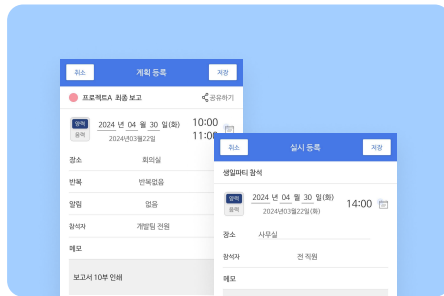 취소 계획 등록 저장
프로젝트A 최종 보고 공유하기
양력 2024 년 04 월 30 일(화) 10:00
음력 2024년03월22일 11:00
장소 회의실
반복 반복없음
알림 없음
참석자 개발팀 전원
메모
보고서 10부 인쇄
취소 실시 등록 저장
생일파티 참석
양력 2024 년 04 월 30 일(화) 14:00
음력 2024년03월22일(화)
장소 사무실
참석자 전 직원
메모